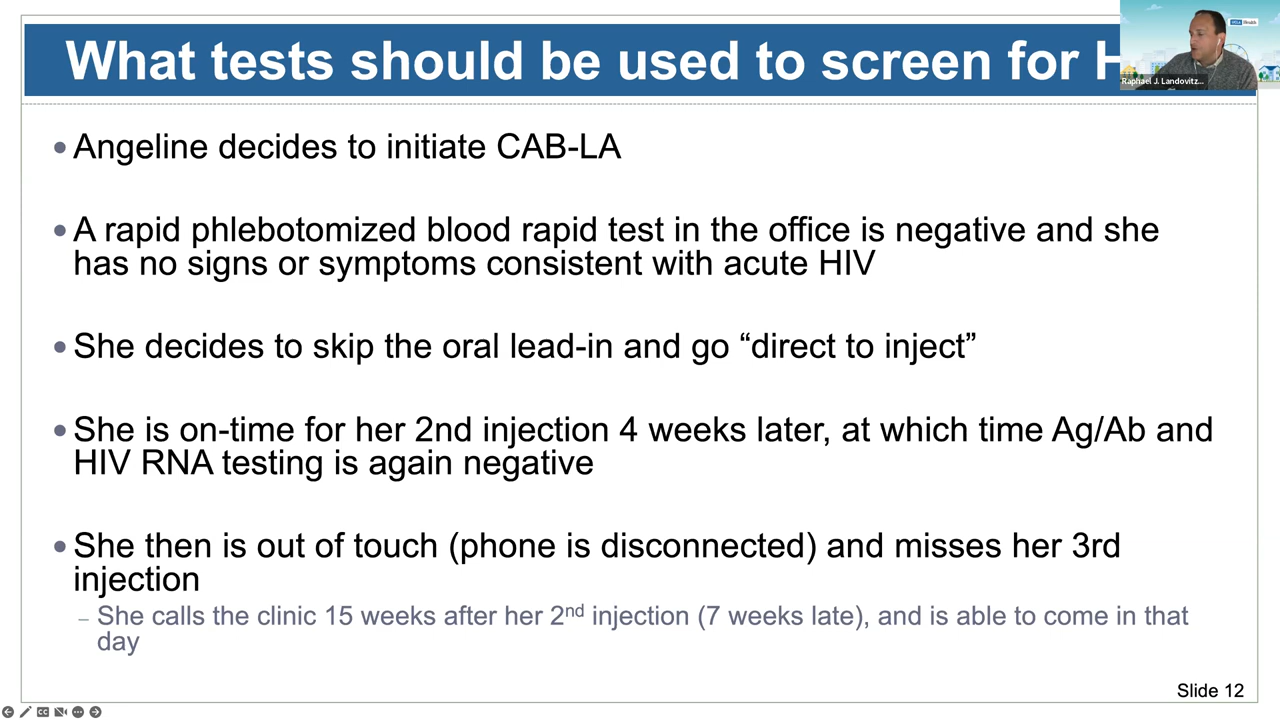 What tests should be used to screen for H
Raphael J. Landovitz...
Health
• Angeline decides to initiate CAB-LA
• A rapid phlebotomized blood rapid test in the office is negative and she
has no signs or symptoms consistent with acute HIV
• She decides to skip the oral lead-in and go “direct to inject”
• She is on-time for her 2nd injection 4 weeks later, at which time Ag/Ab and
HIV RNA testing is again negative
• She then is out of touch (phone is disconnected) and misses her 3rd
injection
– She calls the clinic 15 weeks after her 2nd injection (7 weeks late), and is able to come in that
day
Slide 12